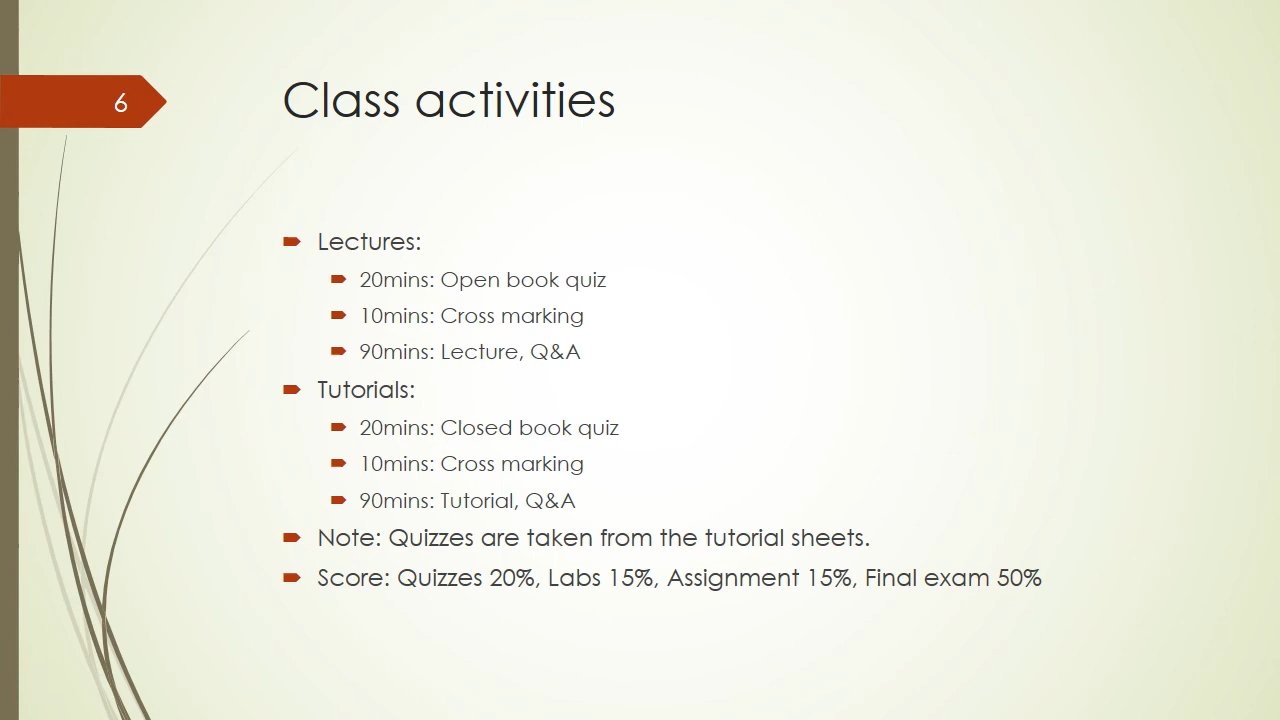 6
Class activities
Lectures:
20mins: Open book quiz
10mins: Cross marking
90mins: Lecture, Q&A
Tutorials:
20mins: Closed book quiz
10mins: Cross marking
90mins: Tutorial, Q&A
Note: Quizzes are taken from the tutorial sheets.
Score: Quizzes 20%, Labs 15%, Assignment 15%, Final exam 50%